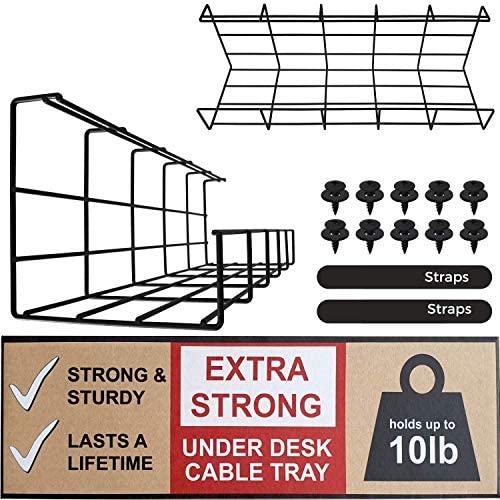 Straps
Straps
STRONG &
STURDY
LASTS A
LIFETIME
EXTRA
STRONG
UNDER DESK
CABLE TRAY
holds up to
10lb